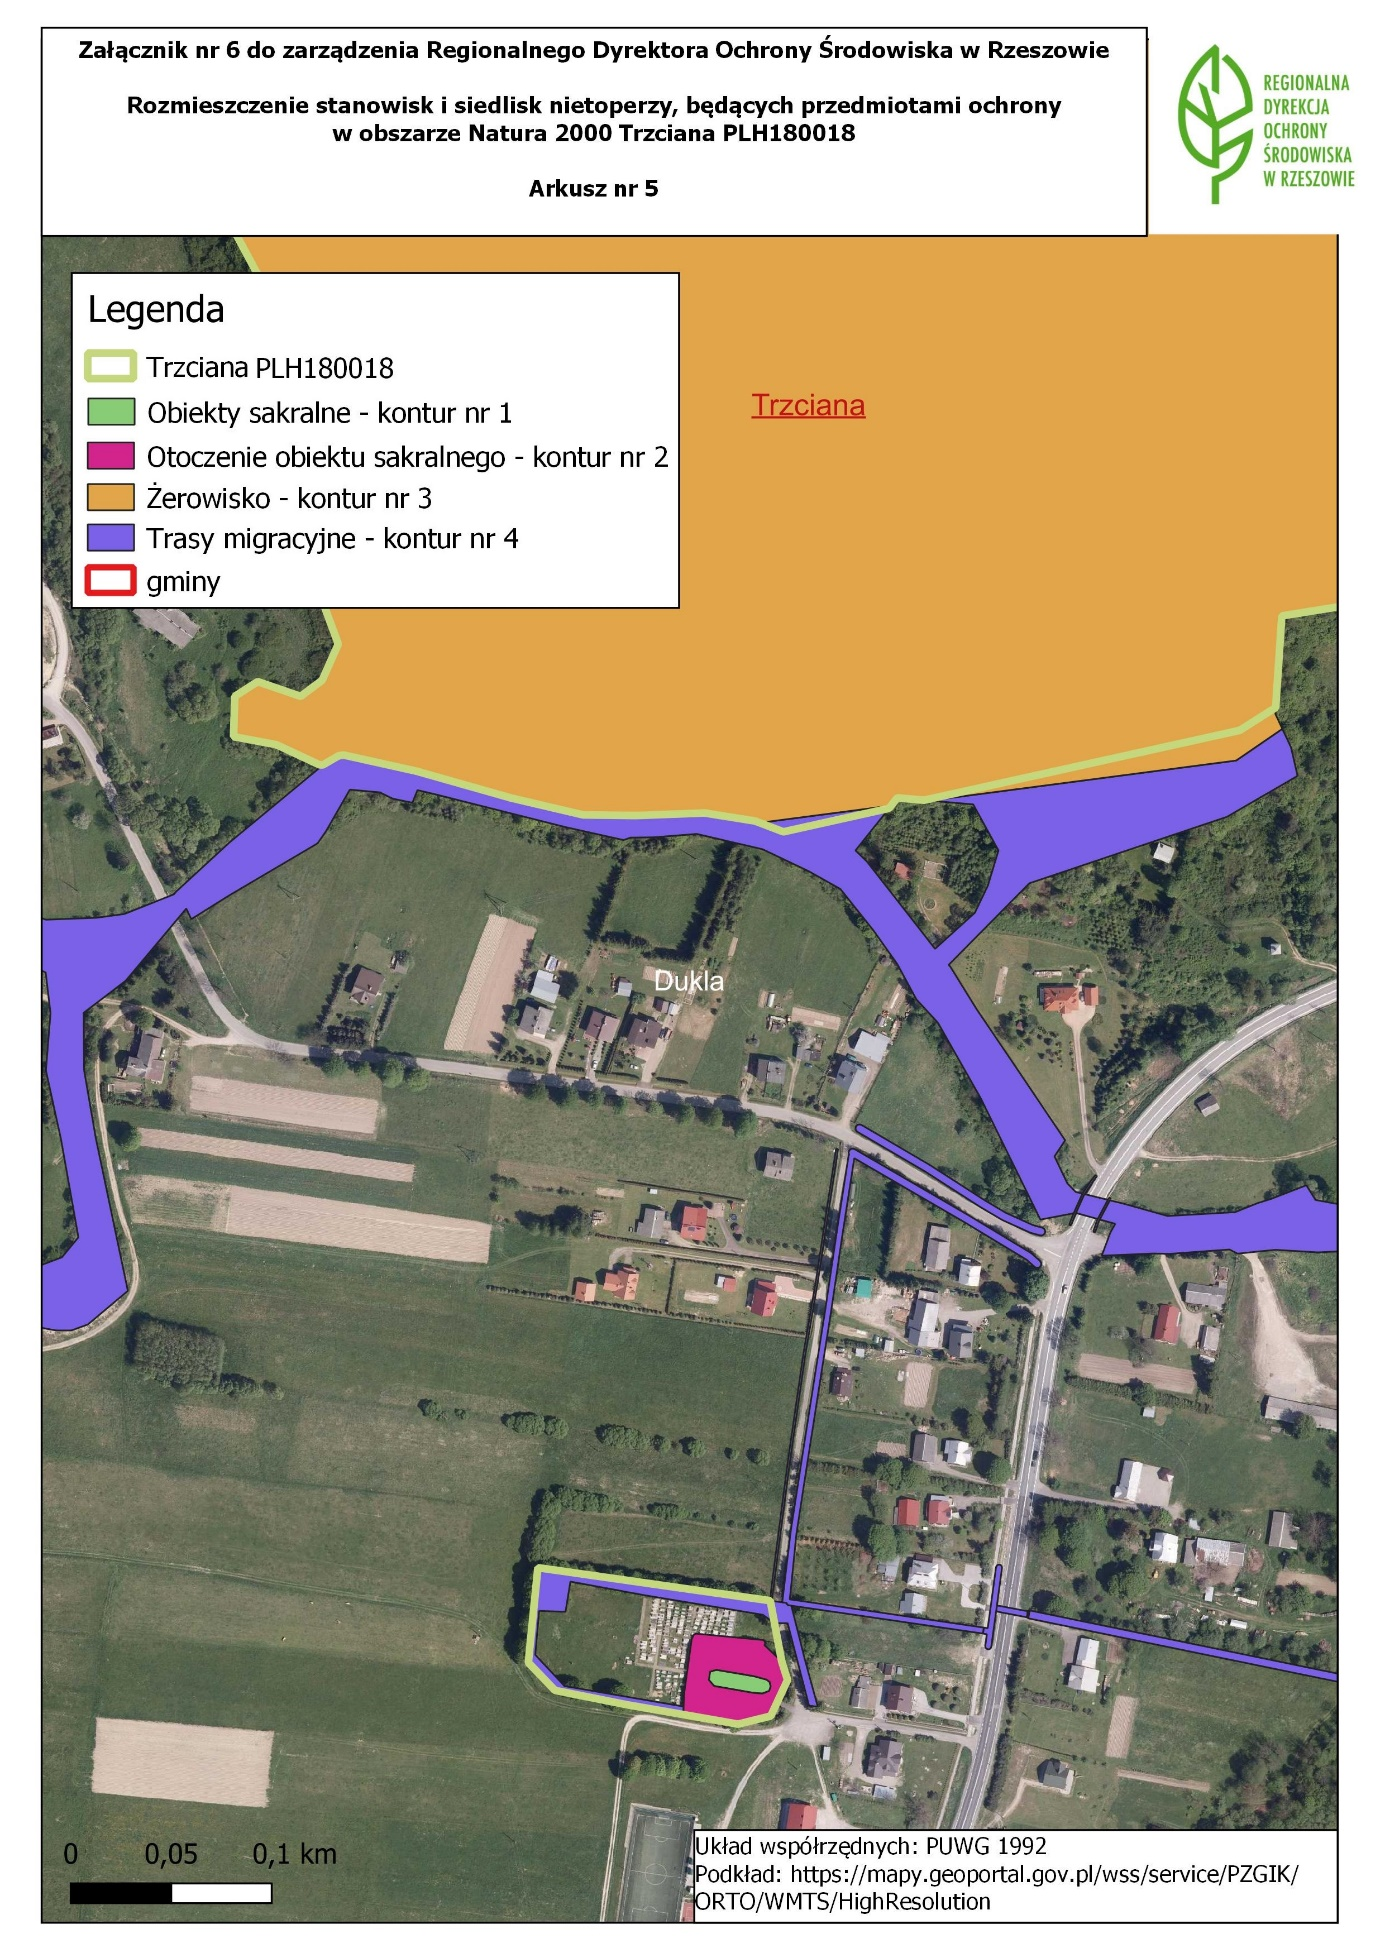 Załącznik nr 6 do zarządzenia Regionalnego Dyrektora Ochrony Środowiska w Rzeszowie
Rozmieszczenie stanowisk i siedlisk nietoperzy, będących przedmiotami ochrony
w obszarze Natura 2000 Trzciana PLH180018
Arkusz nr 5
REGIONALNA
DYREKCJA
OCHRONY
ŚRODOWISKA
W RZESZOWIE
Legenda
Trzciana PLH180018
Obiekty sakralne - kontur nr 1
Otoczenie obiektu sakralnego - kontur nr 2
Żerowisko - kontur nr 3
Trasy migracyjne - kontur nr 4
gminy
Trzciana
Dukla
0 0,05 0,1 km
Układ współrzędnych: PUWG 1992
Podkład: https://mapy.geoportal.gov.pl/wss/service/PZGIK/
ORTO/WMTS/HighResolution